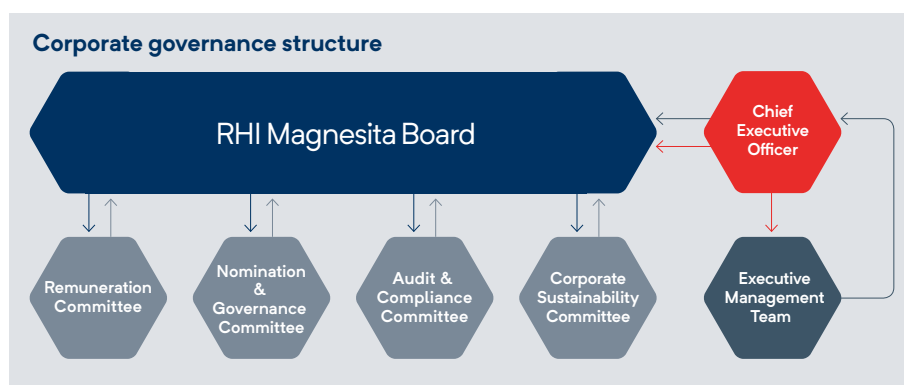 Corporate governance structure
RHI Magnesita Board
Chief
Executive
Officer
Remuneration
Committee
Nomination
&
Governance
Committee
Audit &
Compliance
Committee
Corporate
Sustainability
Committee
Executive
Management
Team